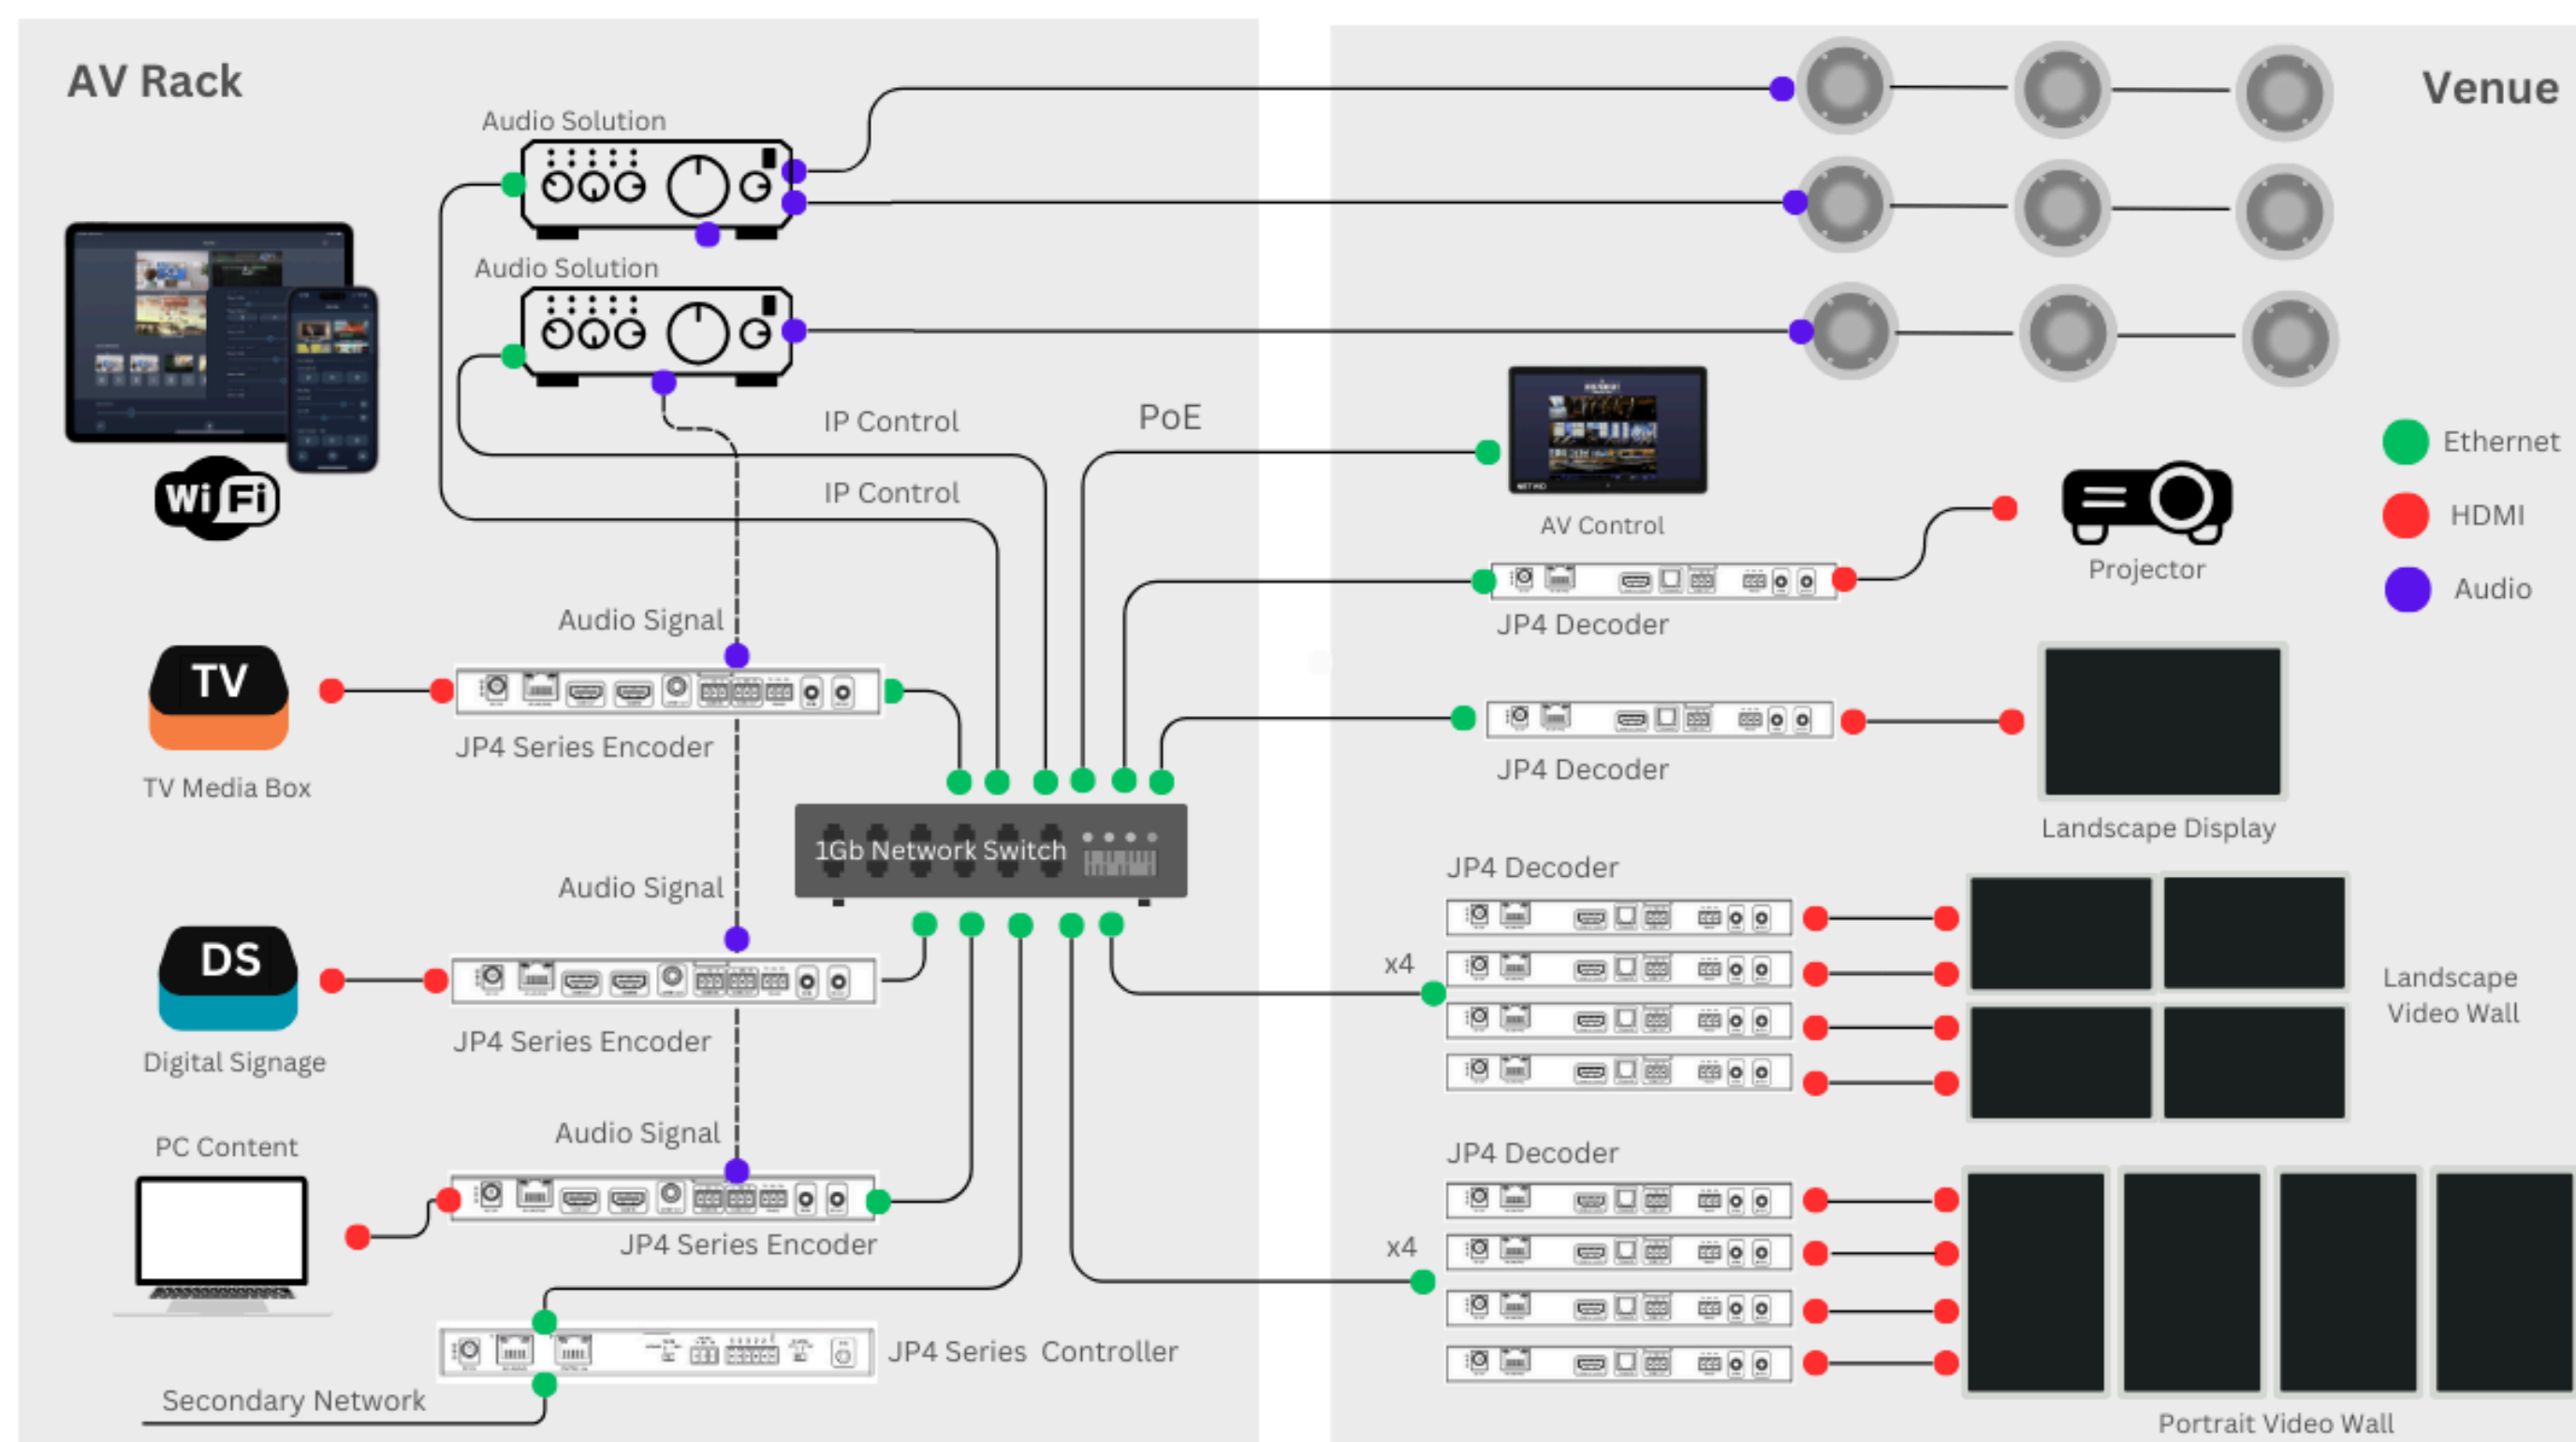 AV Rack
Venue
Audio Solution
Audio Solution
IP Control
PoE
IP Control
WiFi
AV Control
Ethernet
HDMI
Audio
Projector
Audio Signal
JP4 Decoder
TV
JP4 Series Encoder
TV Media Box
JP4 Decoder
Landscape Display
1Gb Network Switch
JP4 Decoder
Audio Signal
DS
x4
Landscape
Video Wall
JP4 Series Encoder
Digital Signage
Audio Signal
PC Content
JP4 Decoder
JP4 Series Encoder
x4
JP4 Series Controller
Secondary Network
Portrait Video Wall